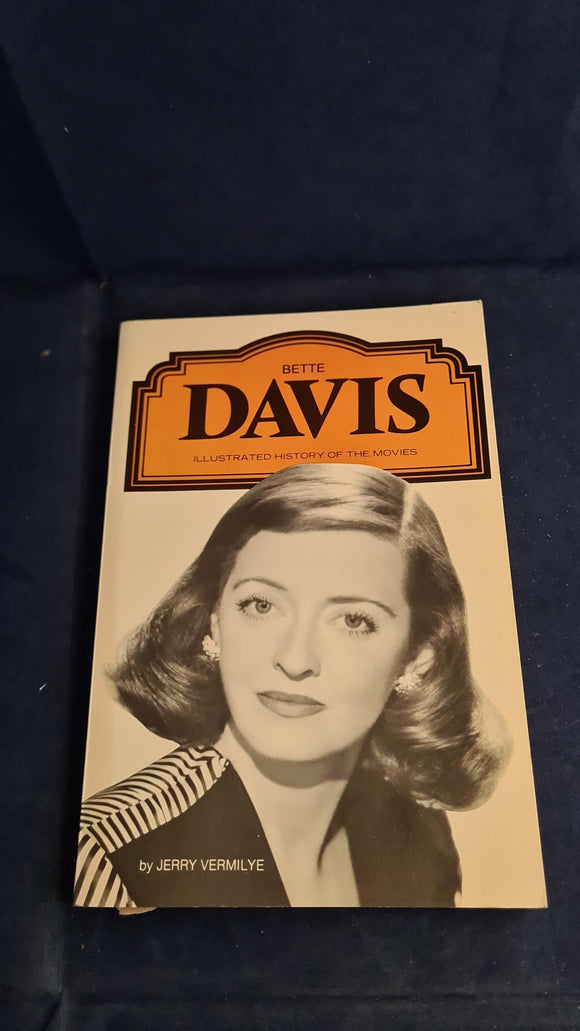 BETTE
DAVIS
ILLUSTRATED HISTORY OF THE MOVIES
by JERRY VERMILYE